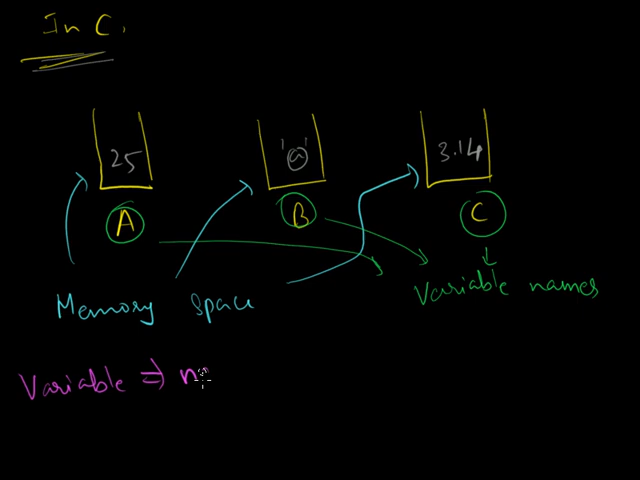 In C.
25 'a' 3.14
A B C
Memory space Variable names
Variable ⇒ n